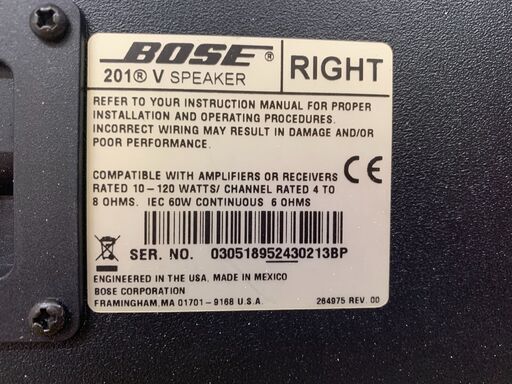 BOSE ®
201® V SPEAKER
RIGHT
REFER TO YOUR INSTRUCTION MANUAL FOR PROPER
INSTALLATION AND OPERATING PROCEDURES.
INCORRECT WIRING MAY RESULT IN DAMAGE AND/OR
POOR PERFORMANCE.
COMPATIBLE WITH AMPLIFIERS OR RECEIVERS
RATED 10-120 WATTS/ CHANNEL RATED 4 TO
8 OHMS. IEC 60W CONTINUOUS 6 OHMS
CE
SER. NO. 030518952430213BP
ENGINEERED IN THE USA, MADE IN MEXICO
BOSE CORPORATION
FRAMINGHAM, MA 01701-9168 U.S.A.
264975 REV. 00